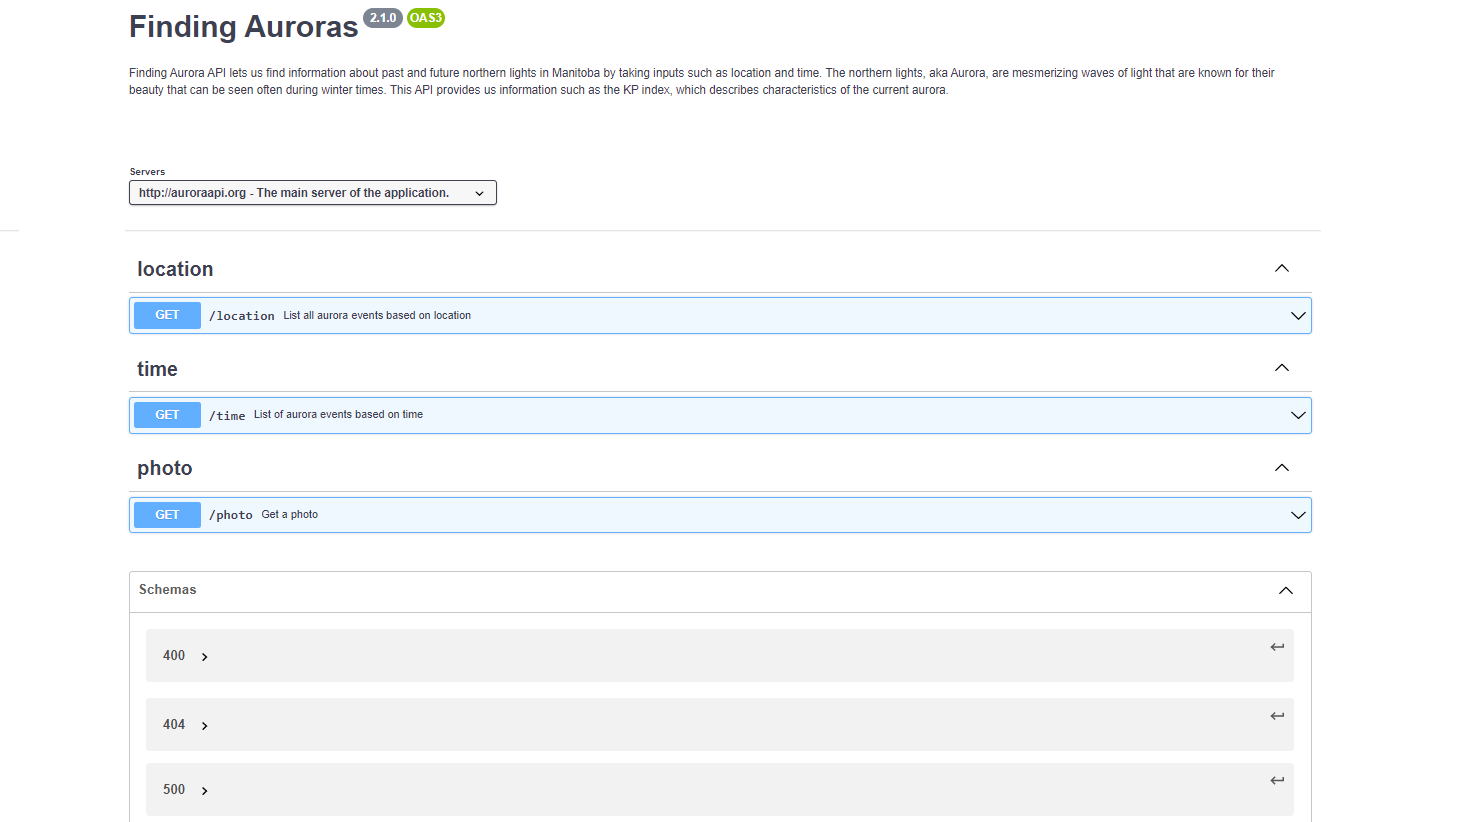 Finding Auroras 2.1.0 OAS3
Finding Aurora API lets us find information about past and future northern lights in Manitoba by taking inputs such as location and time. The northern lights, aka Aurora, are mesmerizing waves of light that are known for their
beauty that can be seen often during winter times. This API provides us information such as the KP index, which describes characteristics of the current aurora.
Servers
http://auroraapi.org - The main server of the application.
location
GET /location List all aurora events based on location
time
GET /time List of aurora events based on time
photo
GET /photo Get a photo
Schemas
400
404
500